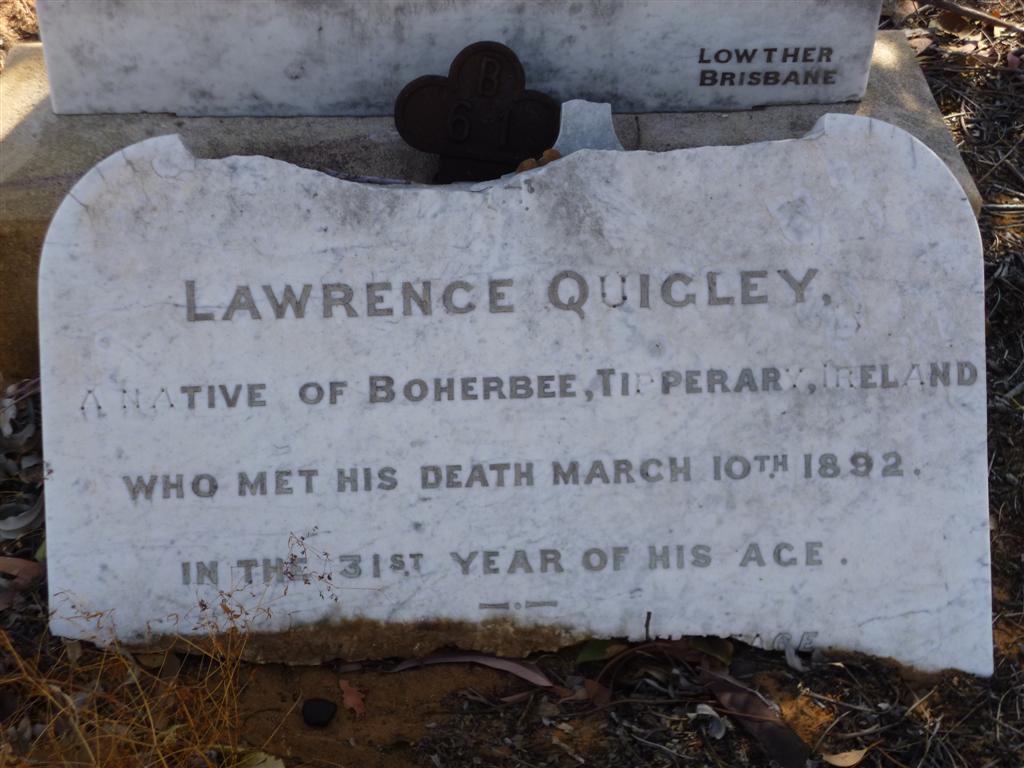 LOWTHER
BRISBANE
B
61
LAWRENCE QUIGLEY,
A NATIVE OF BOHERBEE, TIPPERARY, IRELAND
WHO MET HIS DEATH MARCH 10TH 1892.
IN THE 31ST YEAR OF HIS AGE.